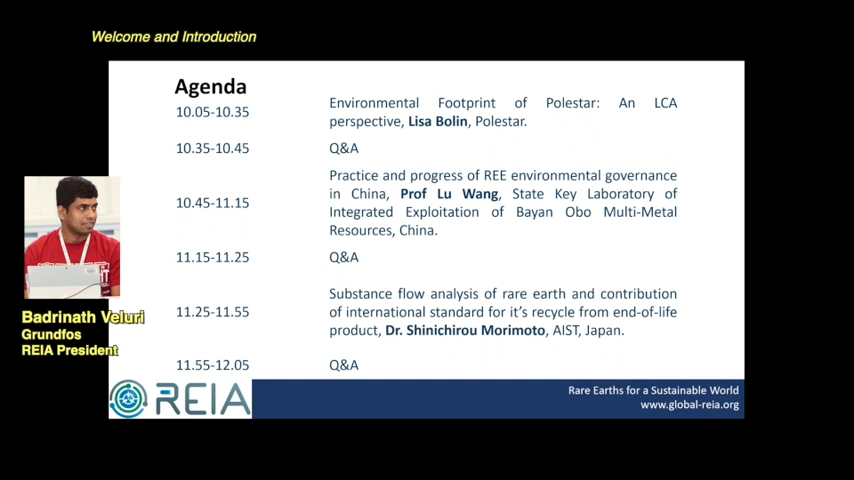 Welcome and Introduction
Agenda
10.05-10.35
Environmental Footprint of Polestar: An LCA
perspective, Lisa Bolin, Polestar.
10.35-10.45
Q&A
10.45-11.15
Practice and progress of REE environmental governance
in China, Prof Lu Wang, State Key Laboratory of
Integrated Exploitation of Bayan Obo Multi-Metal
Resources, China.
11.15-11.25
Q&A
11.25-11.55
Substance flow analysis of rare earth and contribution
of international standard for it's recycle from end-of-life
product, Dr. Shinichirou Morimoto, AIST, Japan.
11.55-12.05
Q&A
Badrinath Veluri
Grundfos
REIA President
REIA
Rare Earths for a Sustainable World
www.global-reia.org